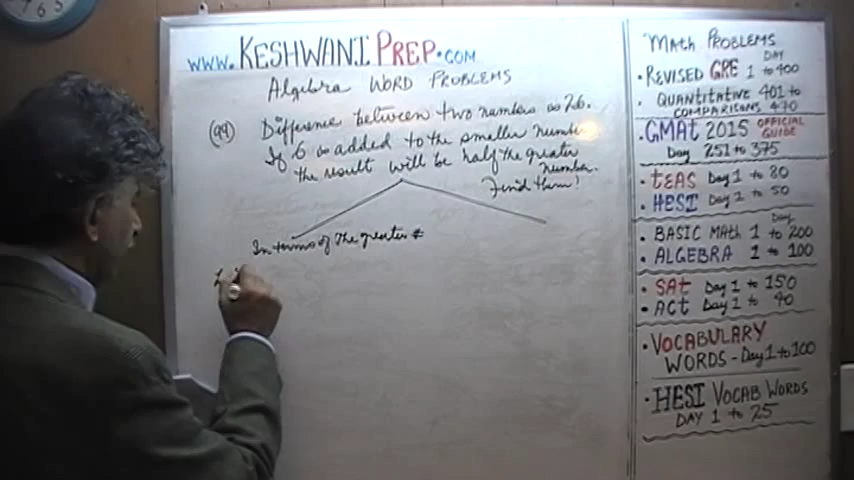 WWW.KESHWANIPREP.COM
Algebra WORD PROBLEMS
(99) Difference between two numbers is 26.
If 6 is added to the smaller number
the result will be half the greater
number.
Find them!
In terms of the greater #
MATH PROBLEMS
DAY
• REVISED GRE 1 to 400
• QUANTITATIVE 401 to
COMPARISONS 470
• GMAT 2015 OFFICIAL
GUIDE
Day 251 to 375
• TEAS Day 1 to 20
• HESI Day 1 to 50
DAY
• BASIC MATH 1 to 200
• ALGEBRA 1 to 100
• SAT Day 1 to 150
• ACT Day 1 to 40
• VOCABULARY
WORDS - Day 1 to 100
• HESI VOCAB WORDS
DAY 1 to 25